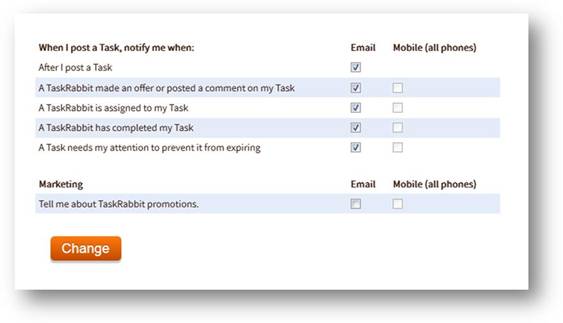 When I post a Task, notify me when: Email Mobile (all phones)
After I post a Task
A TaskRabbit made an offer or posted a comment on my Task
A TaskRabbit is assigned to my Task
A TaskRabbit has completed my Task
A Task needs my attention to prevent it from expiring
Marketing Email Mobile (all phones)
Tell me about TaskRabbit promotions.
Change